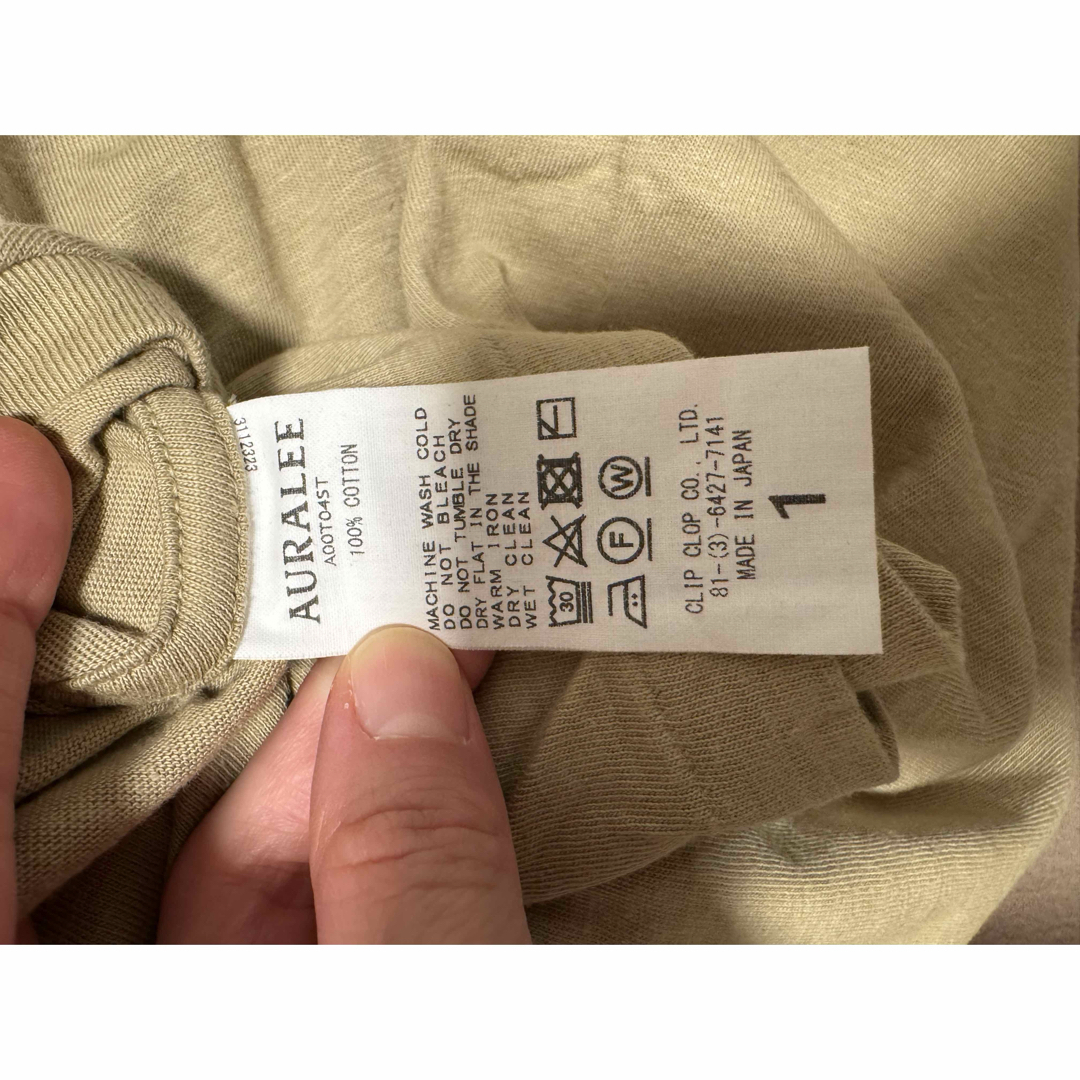 3112323
AURALEE
A00T04ST
100% COTTON
MACHINE WASH COLD
DO NOT BLEACH
DO NOT TUMBLE DRY
DRY FLAT IN THE SHADE
WARM IRON
DRY CLEAN
WET CLEAN
30
F W
CLIP CLOP CO., LTD.
81-(3)-6427-7141
MADE IN JAPAN
1